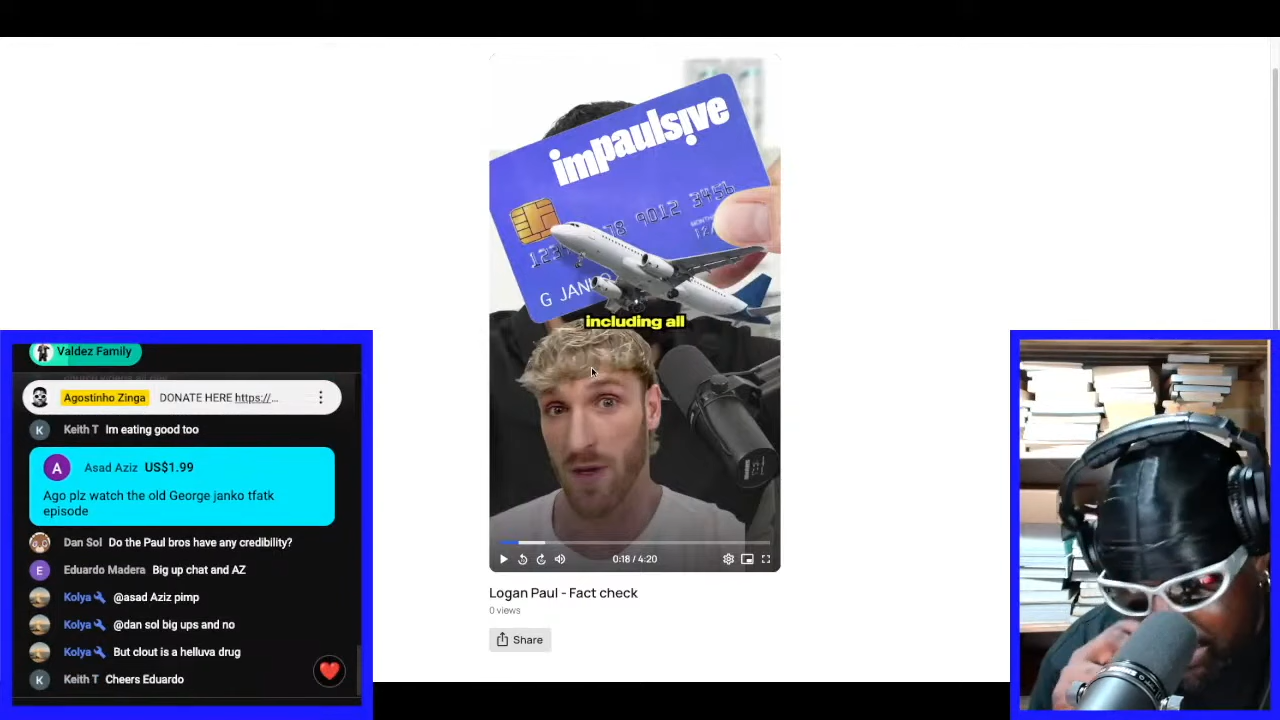 impaulsive
9012 3456
G JANKO
including all
0:18 / 4:20
Logan Paul - Fact check
0 views
Share
Valdez Family
Agostinho Zinga DONATE HERE https://...
K Keith T Im eating good too
A Asad Aziz US$1.99
Ago plz watch the old George janko tfatk
episode
Dan Sol Do the Paul bros have any credibility?
E Eduardo Madera Big up chat and AZ
Kolya @asad Aziz pimp
Kolya @dan sol big ups and no
Kolya But clout is a helluva drug
K Keith T Cheers Eduardo